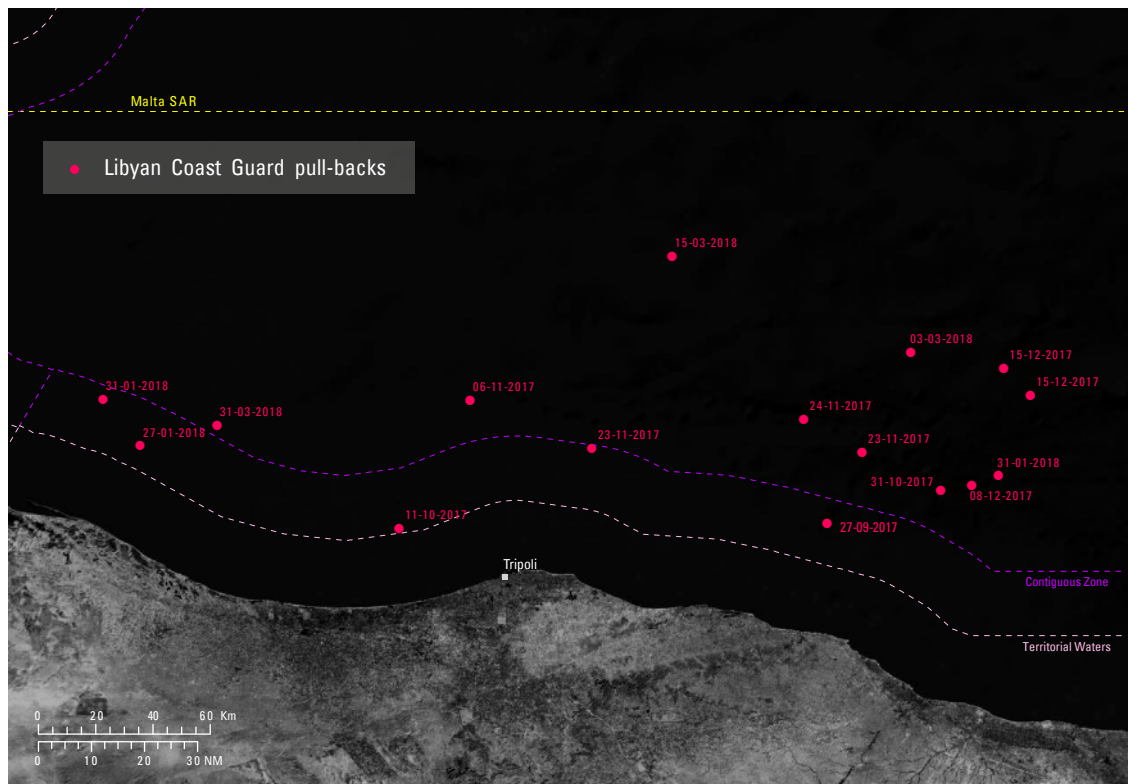 Malta SAR
Libyan Coast Guard pull-backs
15-03-2018
03-03-2018
15-12-2017
15-12-2017
31-01-2018
06-11-2017
31-03-2018
24-11-2017
27-01-2018
23-11-2017
23-11-2017
31-01-2018
31-10-2017
08-12-2017
11-10-2017
27-09-2017
Tripoli
Contiguous Zone
Territorial Waters
0 20 40 60 Km
0 10 20 30 NM